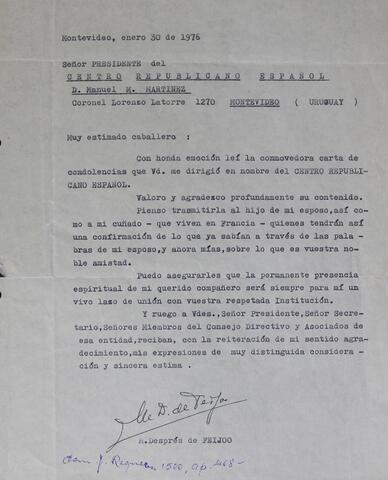 Montevideo, enero 30 de 1976
Señor PRESIDENTE del
CENTRO REPUBLICANO ESPAÑOL
D. Manuel M. MARTINEZ
Coronel Lorenzo Latorre 1270 MONTEVIDEO ( URUGUAY )
Muy estimado caballero :
Con honda emoción leí la conmovedora carta de
condolencias que Vd. me dirigió en nombre del CENTRO REPUBLI-
CANO ESPAÑOL.
Valoro y agradezco profundamente su contenido.
Pienso trasmitirla al hijo de mi esposo,así co-
mo a mi cuñado - que viven en Francia - quienes tendrán así
una confirmación de lo que ya sabían a través de las pala-
bras de mi esposo,y ahora mías,sobre lo que es vuestra no-
ble amistad.
Puedo asegurarles que la permanente presencia
espiritual de mi querido compañero será siempre para mí un
vivo lazo de unión con vuestra respetada Institución.
Y ruego a Vdes.,Señor Presidente,Señor Secre-
tario,Señores Miembros del Consejo Directivo y Asociados de
esa entidad,reciban, con la reiteración de mi sentido agra-
decimiento,mis expresiones de muy distinguida considera-
ción y sincera estima .
D. de Feijoo
Després de FEIJOO
1500, ap. 468 -